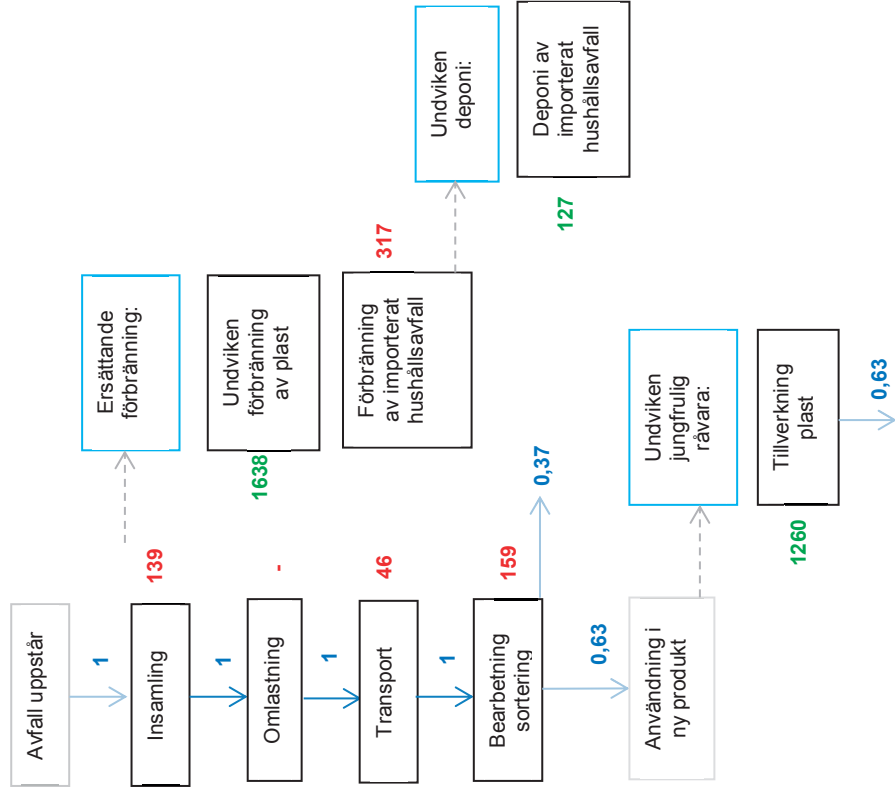 Avfall uppstår
1
Insamling
139
1
Omlastning
-
1
Transport
46
1
Bearbetning
sortering
159
0,37
0,63
Användning i
ny produkt
Ersättande
förbränning:
Undviken
förbränning
av plast
1638
Förbränning
av importerat
hushållsavfall
317
Undviken
deponi:
Deponi av
importerat
hushållsavfall
127
Undviken
jungfrulig
råvara:
Tillverkning
plast
1260
0,63